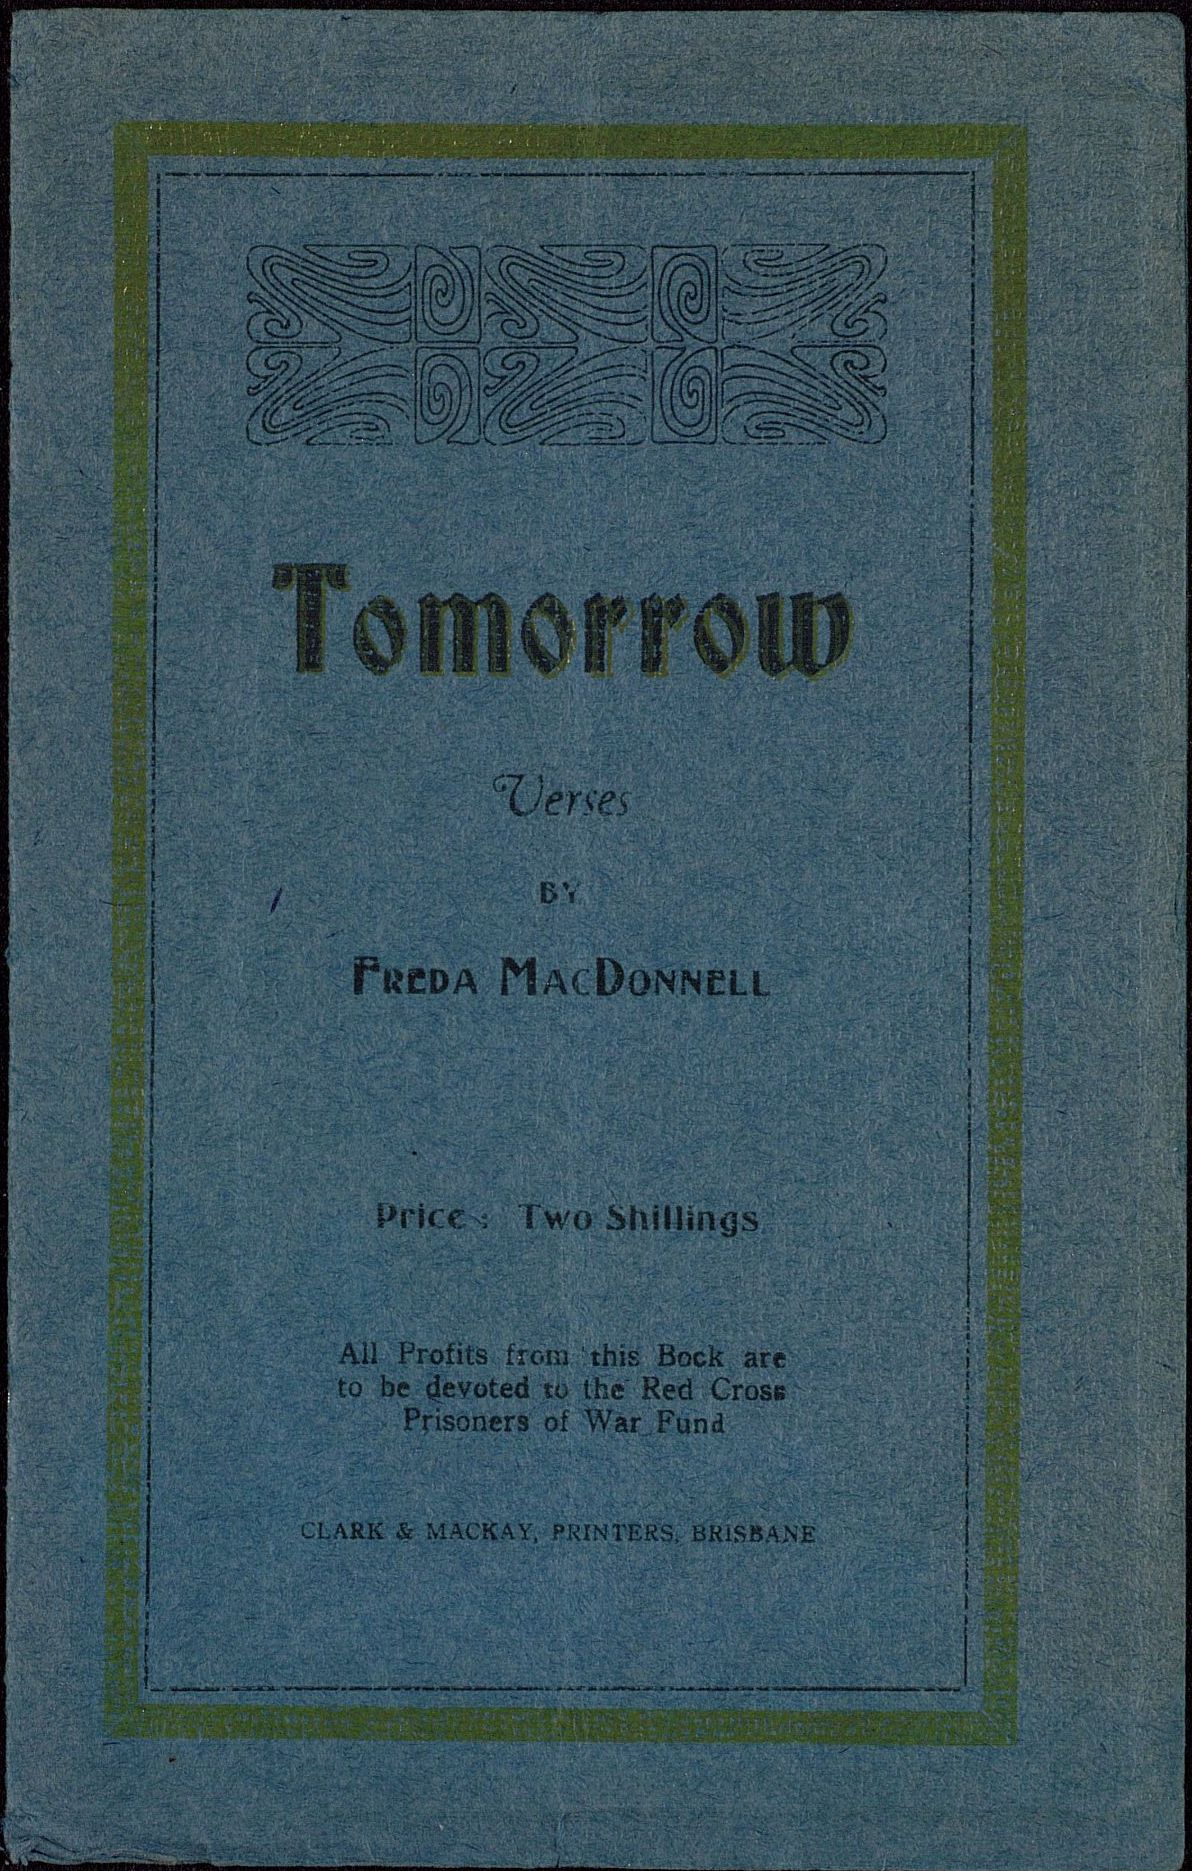 Tomorrow
Verses
BY
FREDA MACDONNELL
Price : Two Shillings
All Profits from this Book are
to be devoted to the Red Cross
Prisoners of War Fund
CLARK & MACKAY, PRINTERS, BRISBANE